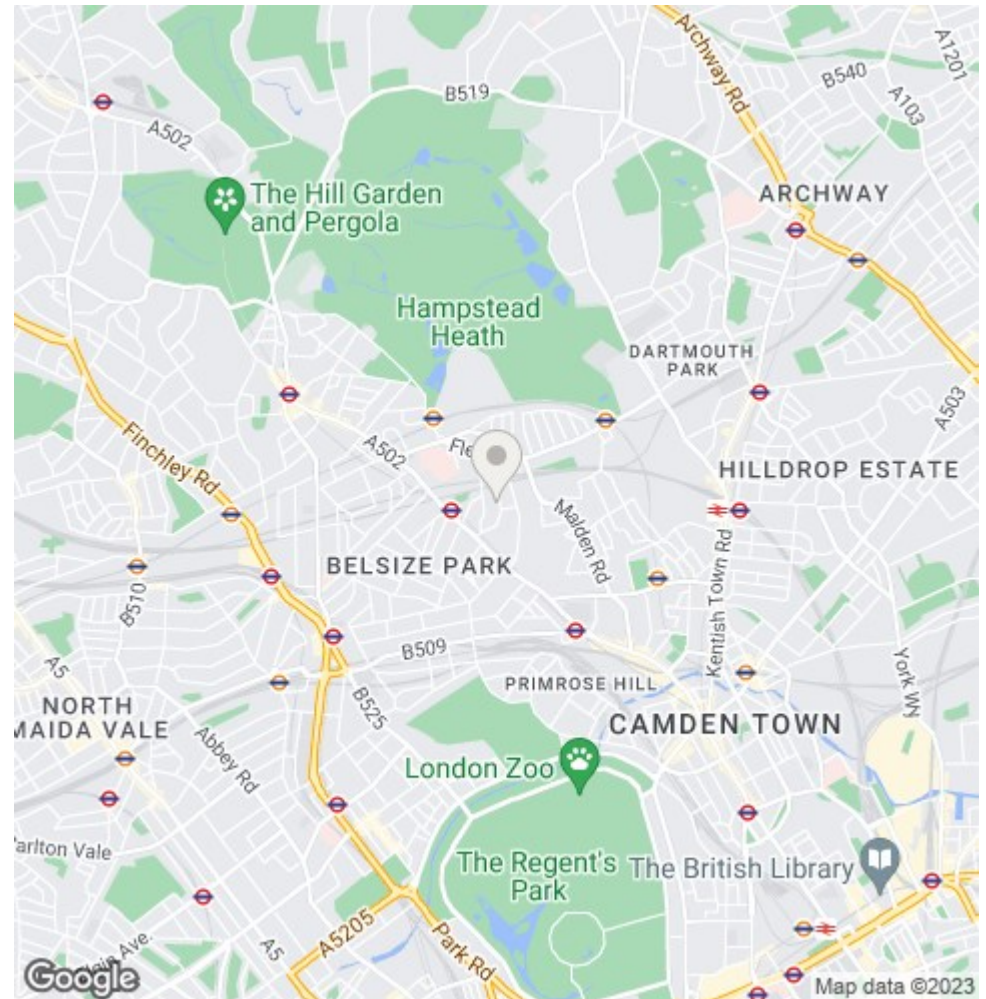 Archway Rd
A1201
B519
B540
A103
A502
The Hill Garden
and Pergola
ARCHWAY
Hampstead
Heath
DARTMOUTH
PARK
A503
Finchley Rd
A502
Fle
HILLDROP ESTATE
Malden Rd
BELSIZE PARK
Kentish Town Rd
B510
B509
A5
York WY
PRIMROSE HILL
NORTH
MAIDA VALE
B525
CAMDEN TOWN
Abbey Rd
London Zoo
arlton Vale
The Regent's
Park
The British Library
A5205
Park Rd
A5
Ave.
Google
Map data ©2023